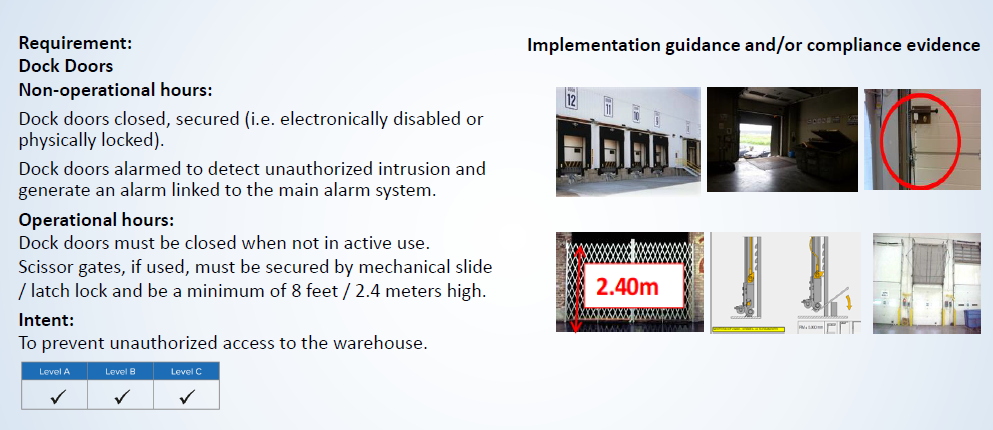 Requirement:
Dock Doors
Non-operational hours:
Dock doors closed, secured (i.e. electronically disabled or
physically locked).
Dock doors alarmed to detect unauthorized intrusion and
generate an alarm linked to the main alarm system.
Operational hours:
Dock doors must be closed when not in active use.
Scissor gates, if used, must be secured by mechanical slide
/ latch lock and be a minimum of 8 feet / 2.4 meters high.
Intent:
To prevent unauthorized access to the warehouse.
Level A Level B Level C
✓ ✓ ✓
Implementation guidance and/or compliance evidence
12
11
10
9
2.40m